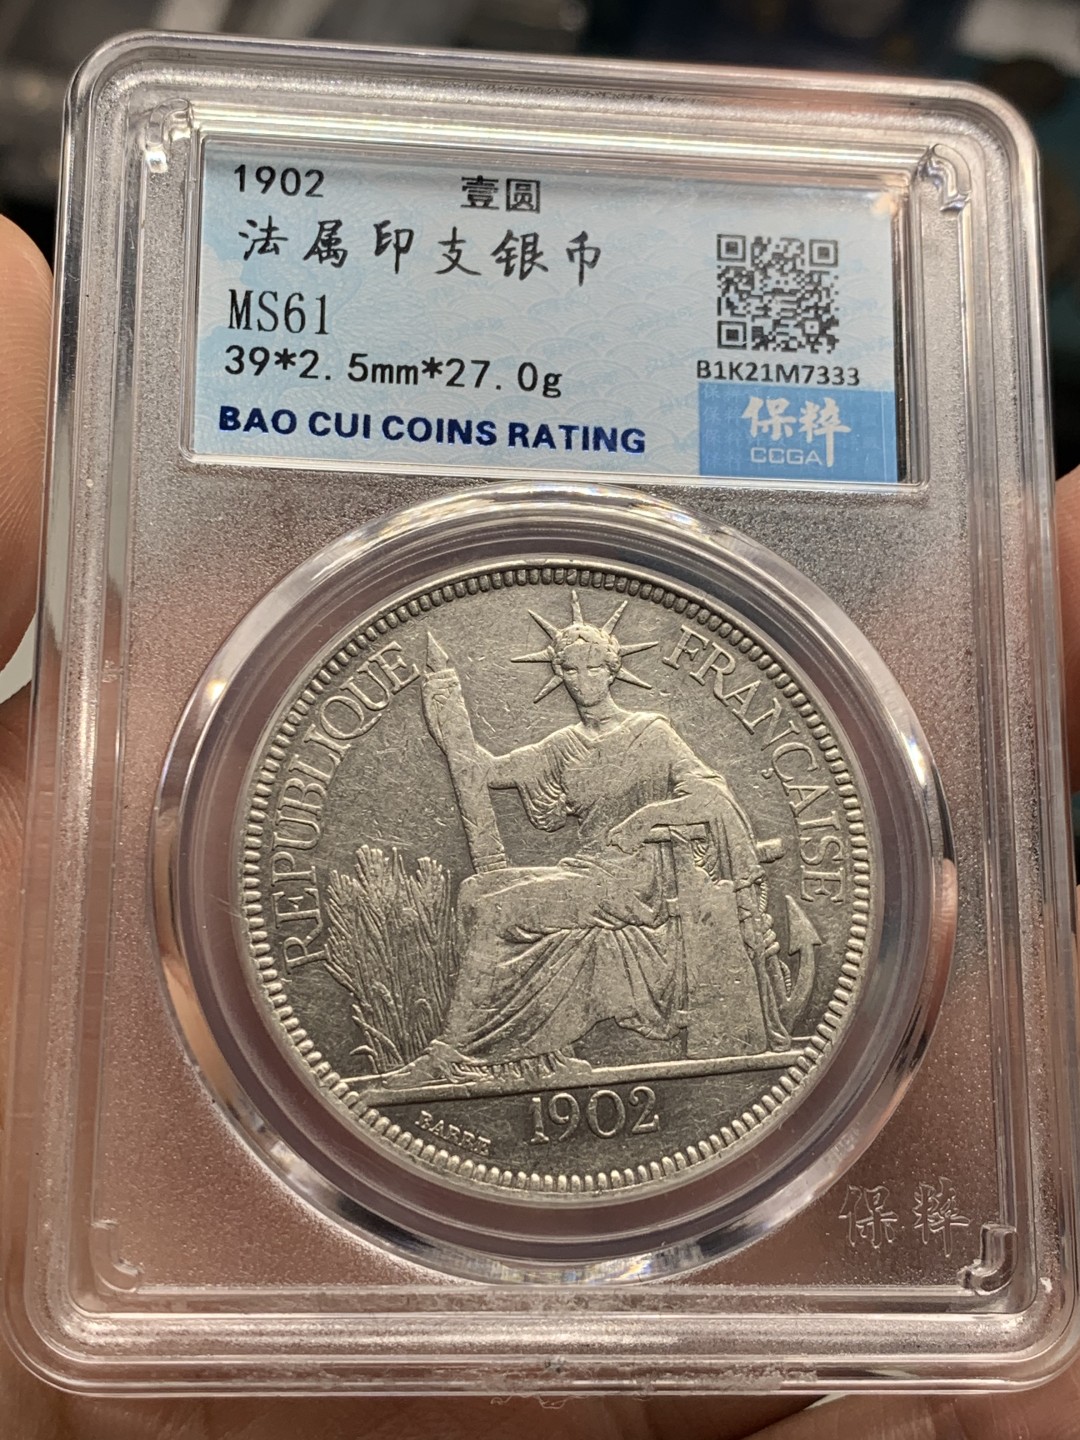 1902 壹圆
法属印支银币
MS61
39*2.5mm*27.0g
BAO CUI COINS RATING
B1K21M7333
保粹
CCGA
REPUBLIQUE FRANÇAISE
BARRE
1902
保粹